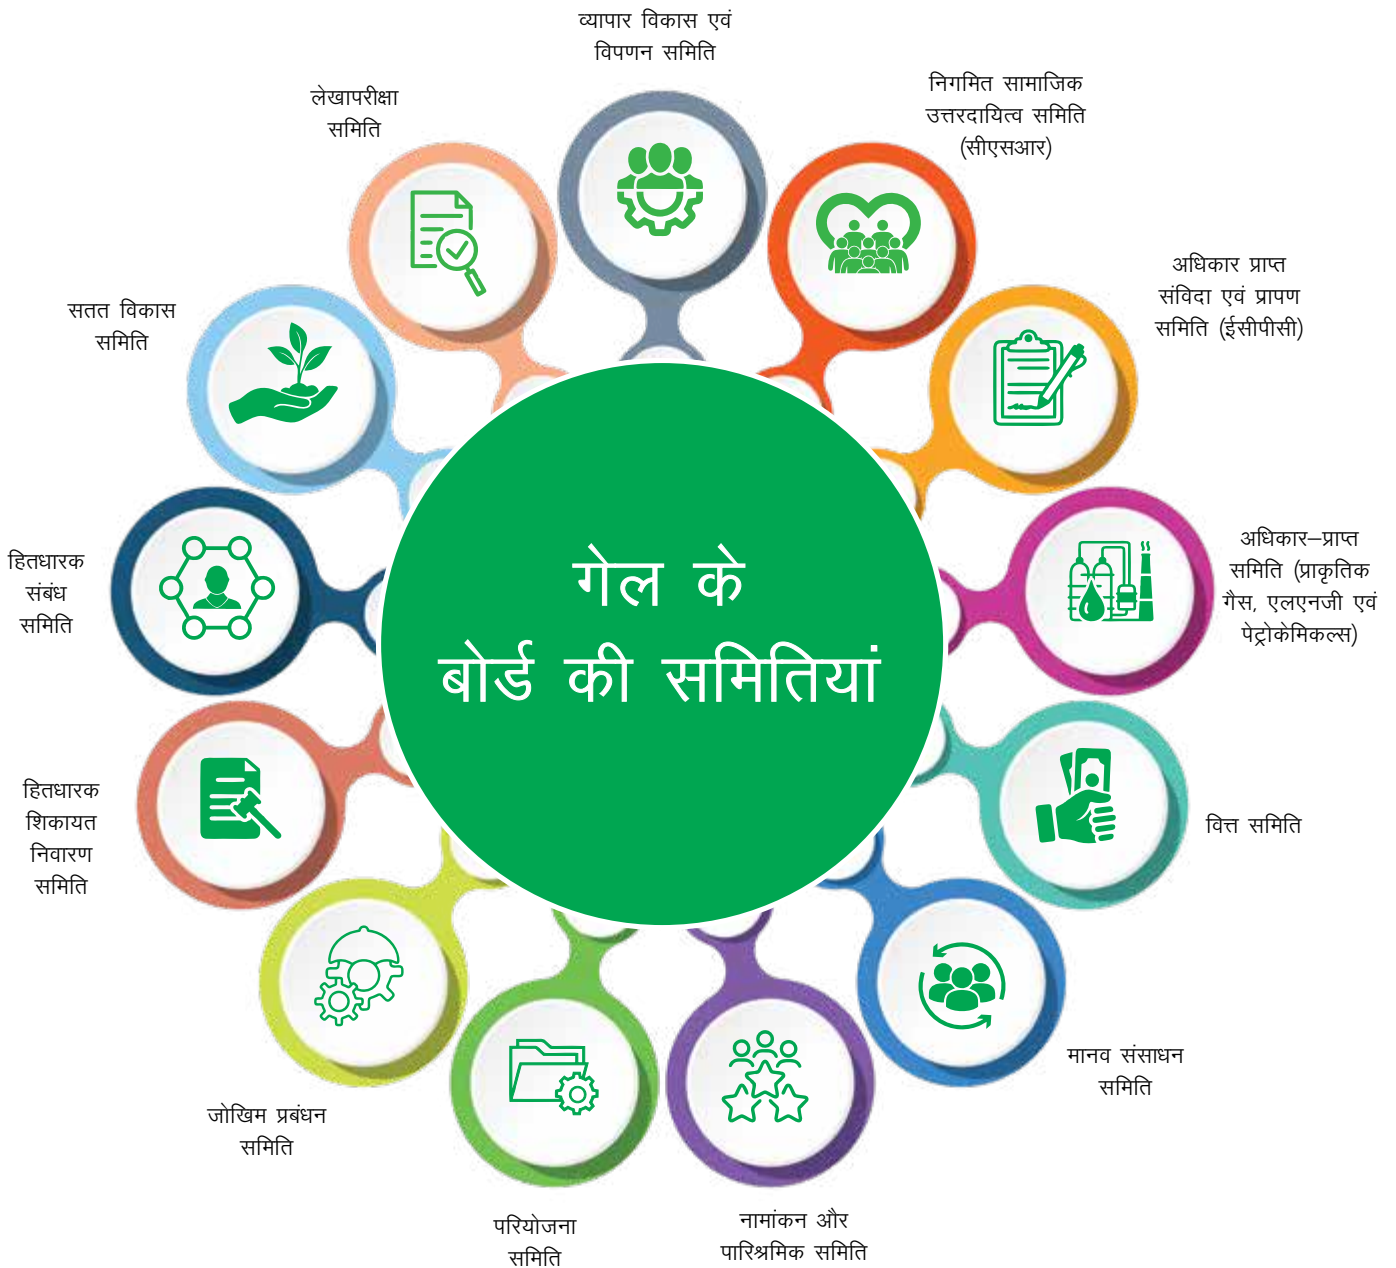 व्यापार विकास एवं
विपणन समिति
निगमित सामाजिक
उत्तरदायित्व समिति
(सीएसआर)
अधिकार प्राप्त
संविदा एवं प्रापण
समिति (ईसीपीसी)
अधिकार–प्राप्त
समिति (प्राकृतिक
गैस, एलएनजी एवं
पेट्रोकेमिकल्स)
वित्त समिति
मानव संसाधन
समिति
नामांकन और
पारिश्रमिक समिति
परियोजना
समिति
जोखिम प्रबंधन
समिति
हितधारक
शिकायत
निवारण
समिति
हितधारक
संबंध
समिति
सतत विकास
समिति
लेखापरीक्षा
समिति
गेल के
बोर्ड की समितियां